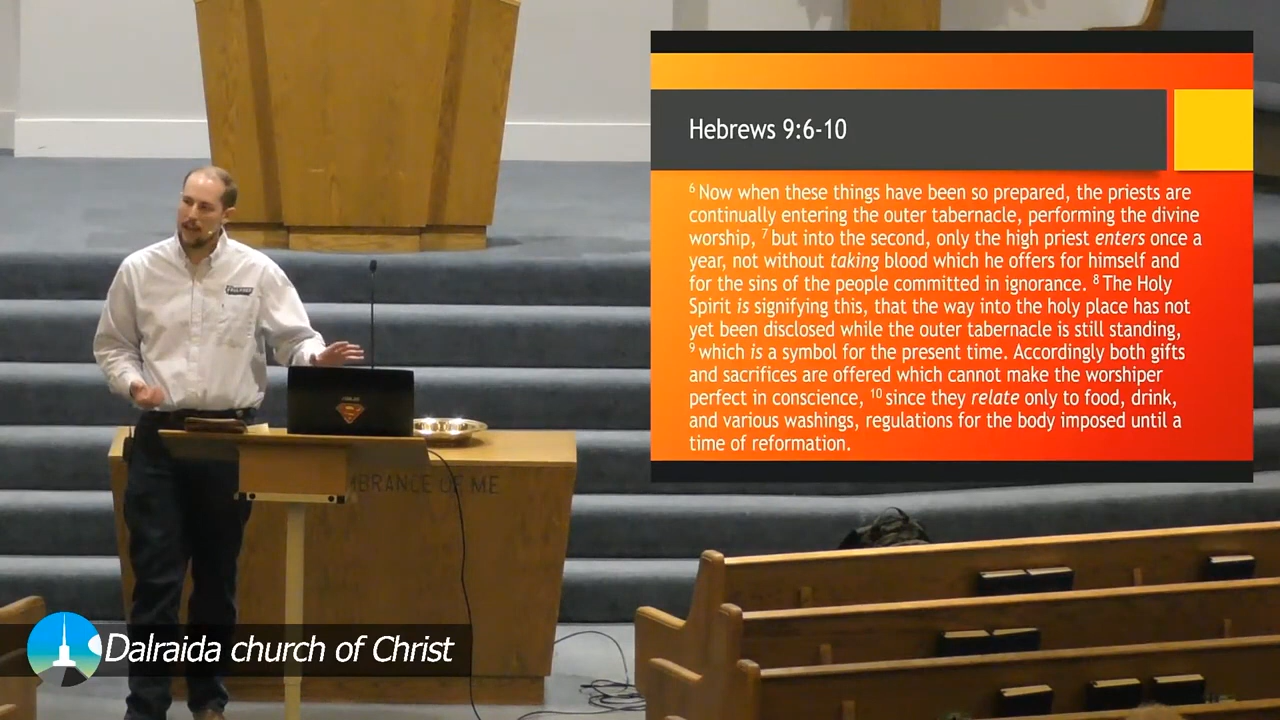 Hebrews 9:6-10
6 Now when these things have been so prepared, the priests are
continually entering the outer tabernacle, performing the divine
worship, 7 but into the second, only the high priest enters once a
year, not without taking blood which he offers for himself and
for the sins of the people committed in ignorance. 8 The Holy
Spirit is signifying this, that the way into the holy place has not
yet been disclosed while the outer tabernacle is still standing,
9 which is a symbol for the present time. Accordingly both gifts
and sacrifices are offered which cannot make the worshiper
perfect in conscience, 10 since they relate only to food, drink,
and various washings, regulations for the body imposed until a
time of reformation.
MBRANCE OF ME
Dalraida church of Christ